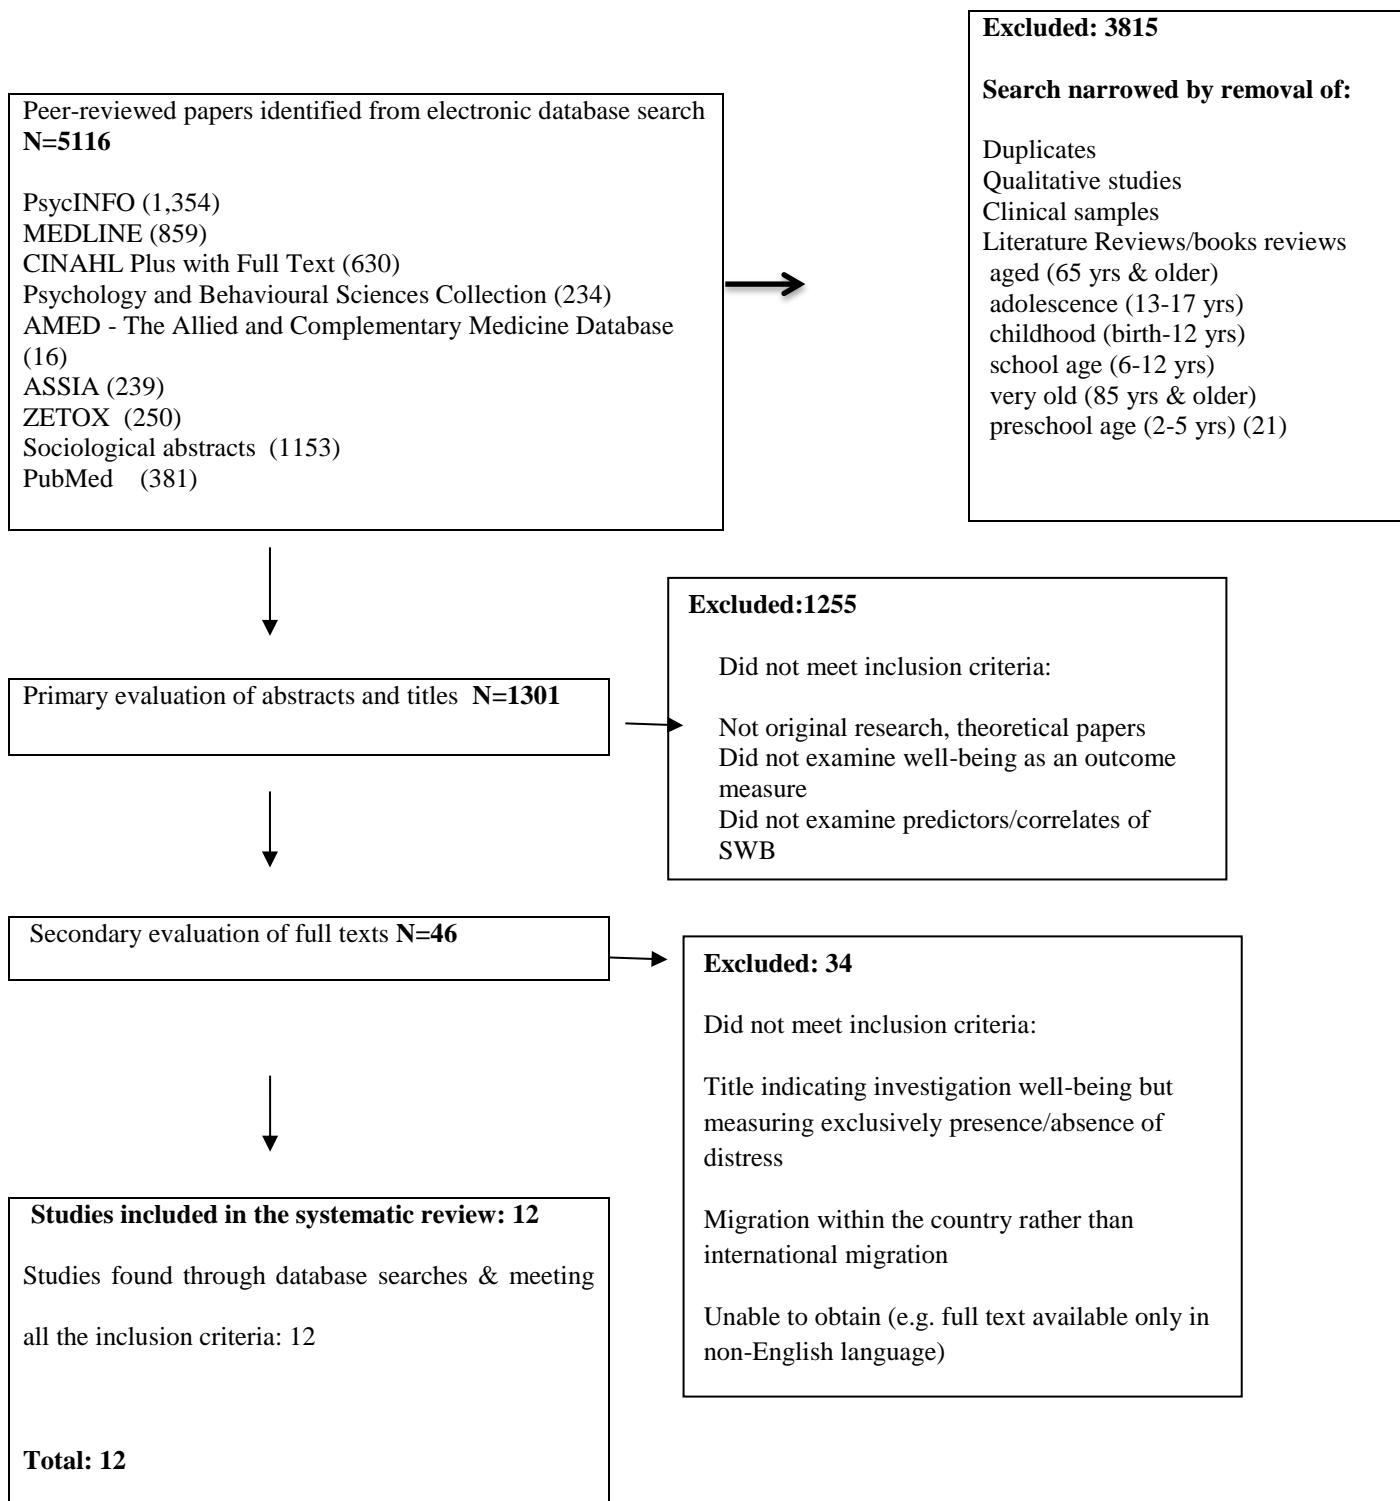 Excluded: 3815
Search narrowed by removal of:
Duplicates
Qualitative studies
Clinical samples
Literature Reviews/books reviews
aged (65 yrs & older)
adolescence (13-17 yrs)
childhood (birth-12 yrs)
school age (6-12 yrs)
very old (85 yrs & older)
preschool age (2-5 yrs) (21)
Peer-reviewed papers identified from electronic database search
N=5116
PsycINFO (1,354)
MEDLINE (859)
CINAHL Plus with Full Text (630)
Psychology and Behavioural Sciences Collection (234)
AMED - The Allied and Complementary Medicine Database
(16)
ASSIA (239)
ZETOX (250)
Sociological abstracts (1153)
PubMed (381)
Excluded:1255
Did not meet inclusion criteria:
Not original research, theoretical papers
Did not examine well-being as an outcome
measure
Did not examine predictors/correlates of
SWB
Primary evaluation of abstracts and titles N=1301
Secondary evaluation of full texts N=46
Excluded: 34
Did not meet inclusion criteria:
Title indicating investigation well-being but
measuring exclusively presence/absence of
distress
Migration within the country rather than
international migration
Unable to obtain (e.g. full text available only in
non-English language)
Studies included in the systematic review: 12
Studies found through database searches & meeting
all the inclusion criteria: 12
Total: 12